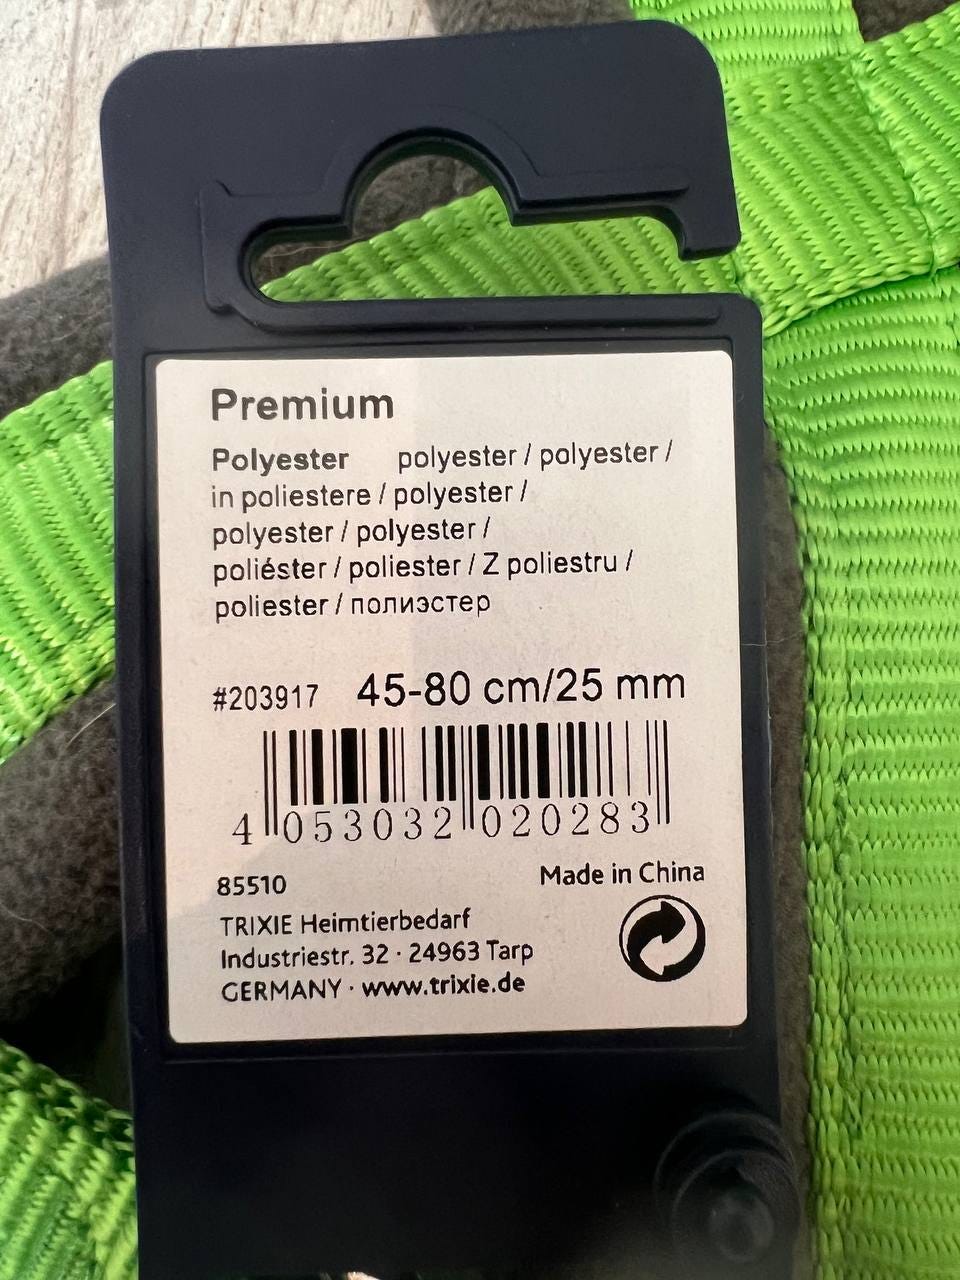 Premium
Polyester polyester / polyester /
in poliestere / polyester /
polyester / polyester /
poliéster / poliester / Z poliestru /
poliester / полиэстер
#203917 45-80 cm/25 mm
4 053032 020283
85510 Made in China
TRIXIE Heimtierbedarf
Industriestr. 32 · 24963 Tarp
GERMANY · www.trixie.de